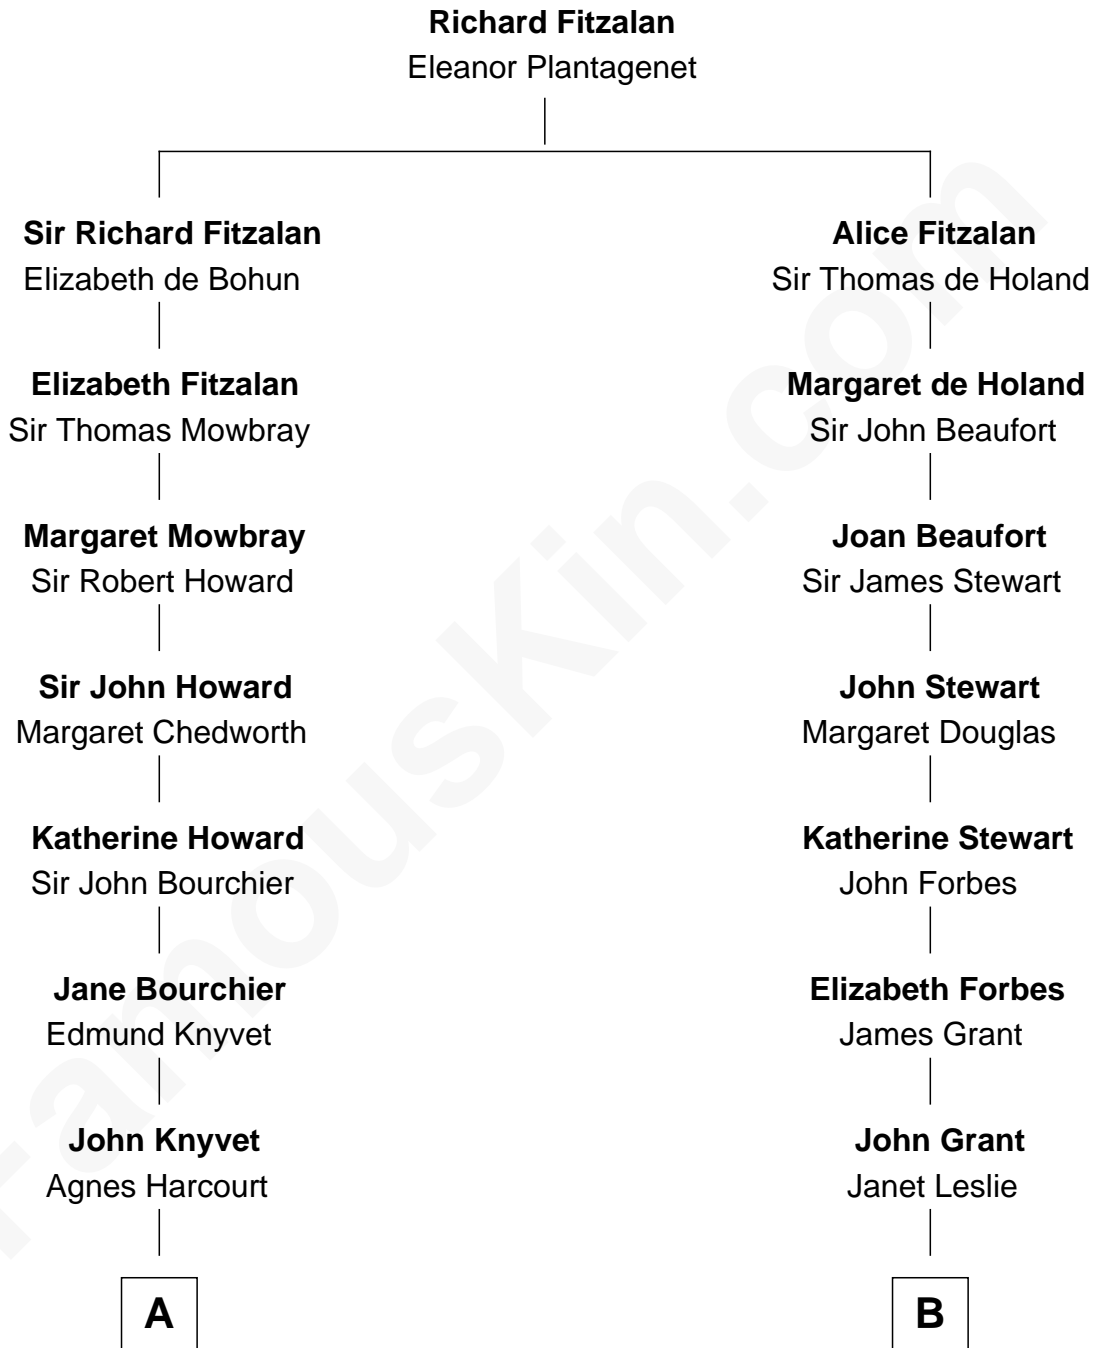 Richard Fitzalan
Eleanor Plantagenet
Sir Richard Fitzalan
Elizabeth de Bohun
Elizabeth Fitzalan
Sir Thomas Mowbray
Margaret Mowbray
Sir Robert Howard
Sir John Howard
Margaret Chedworth
Katherine Howard
Sir John Bourchier
Jane Bourchier
Edmund Knyvet
John Knyvet
Agnes Harcourt
A
Alice Fitzalan
Sir Thomas de Holand
Margaret de Holand
Sir John Beaufort
Joan Beaufort
Sir James Stewart
John Stewart
Margaret Douglas
Katherine Stewart
John Forbes
Elizabeth Forbes
James Grant
John Grant
Janet Leslie
B
FamousKin.com